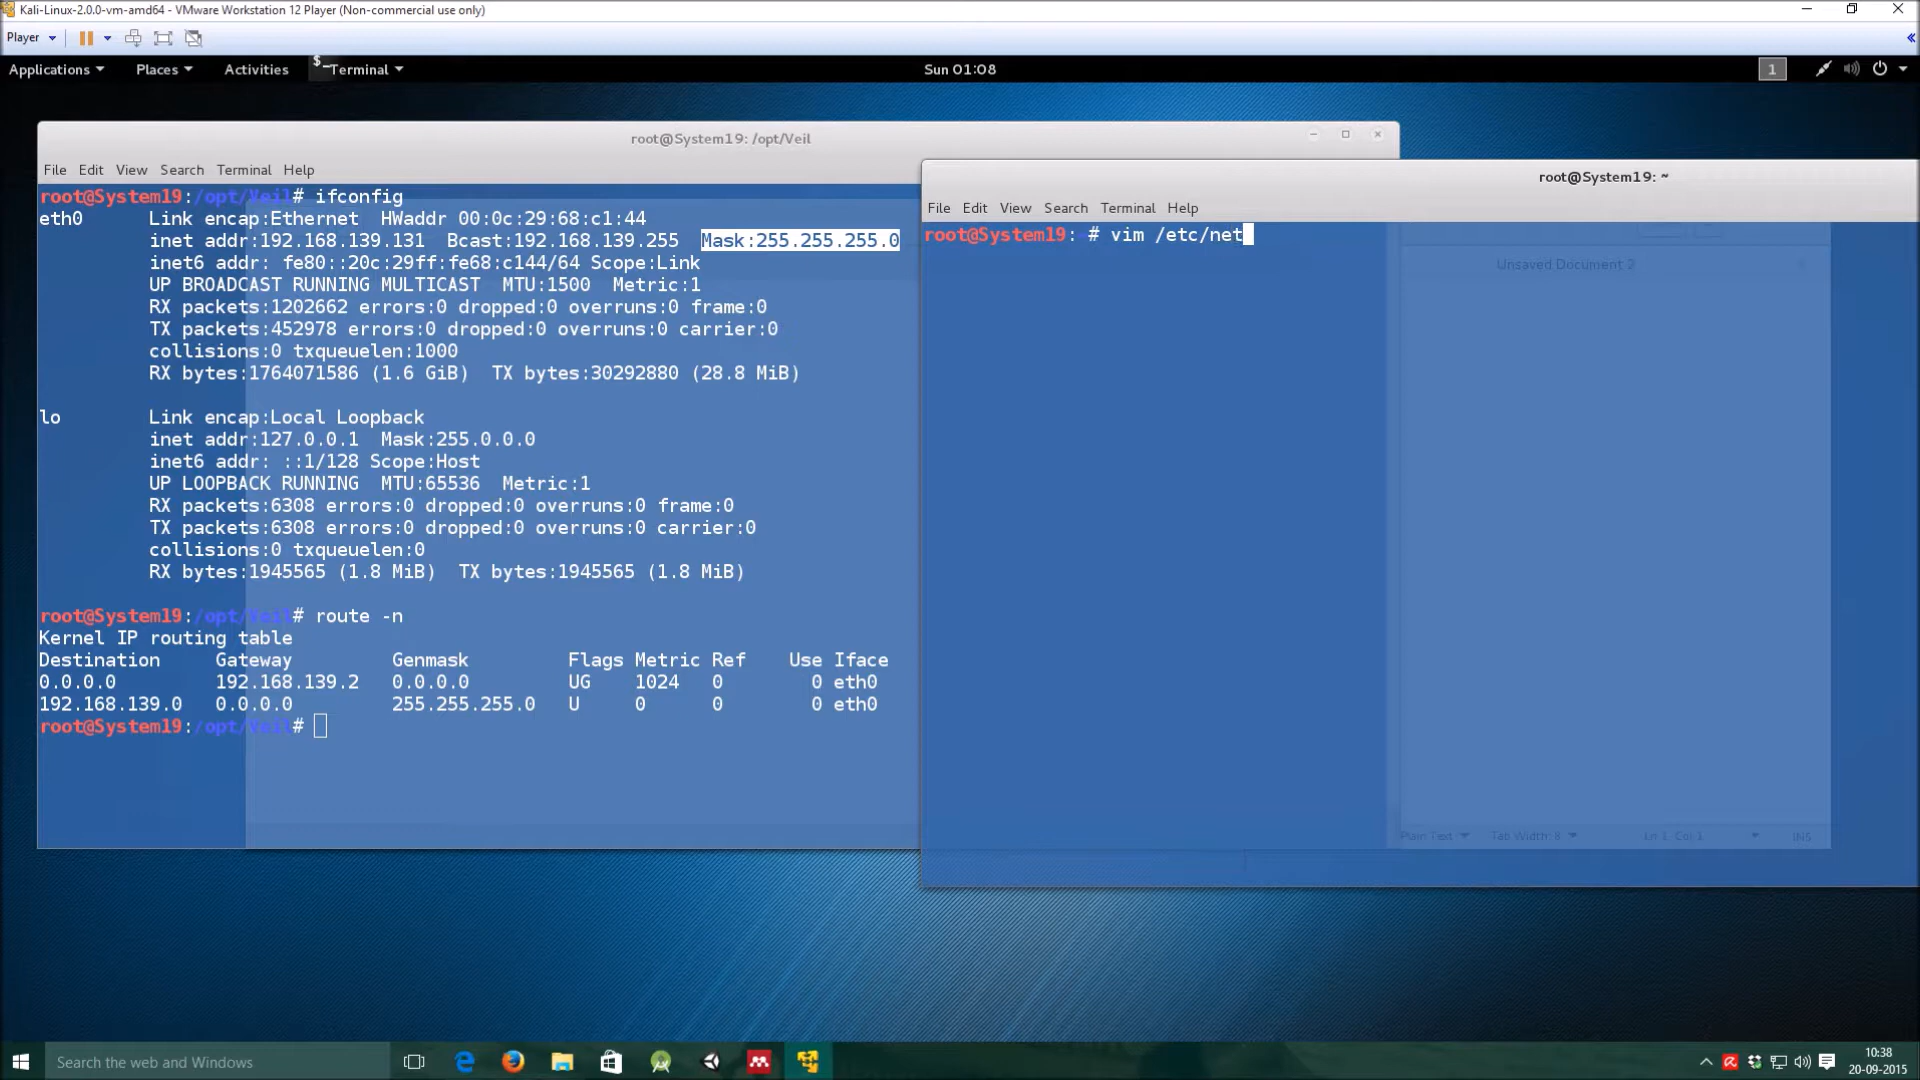 Kali-Linux-2.0.0-vm-amd64 - VMware Workstation 12 Player (Non-commercial use only)
Player
Applications Places Activities Terminal Sun 01:08 1
root@System19: /opt/Veil
File Edit View Search Terminal Help
root@System19:/opt/Veil# ifconfig
eth0 Link encap:Ethernet HWaddr 00:0c:29:68:c1:44
inet addr:192.168.139.131 Bcast:192.168.139.255 Mask:255.255.255.0
inet6 addr: fe80::20c:29ff:fe68:c144/64 Scope:Link
UP BROADCAST RUNNING MULTICAST MTU:1500 Metric:1
RX packets:1202662 errors:0 dropped:0 overruns:0 frame:0
TX packets:452978 errors:0 dropped:0 overruns:0 carrier:0
collisions:0 txqueuelen:1000
RX bytes:1764071586 (1.6 GiB) TX bytes:30292880 (28.8 MiB)
lo Link encap:Local Loopback
inet addr:127.0.0.1 Mask:255.0.0.0
inet6 addr: ::1/128 Scope:Host
UP LOOPBACK RUNNING MTU:65536 Metric:1
RX packets:6308 errors:0 dropped:0 overruns:0 frame:0
TX packets:6308 errors:0 dropped:0 overruns:0 carrier:0
collisions:0 txqueuelen:0
RX bytes:1945565 (1.8 MiB) TX bytes:1945565 (1.8 MiB)
root@System19:/opt/Veil# route -n
Kernel IP routing table
Destination Gateway Genmask Flags Metric Ref Use Iface
0.0.0.0 192.168.139.2 0.0.0.0 UG 1024 0 0 eth0
192.168.139.0 0.0.0.0 255.255.255.0 U 0 0 0 eth0
root@System19:/opt/Veil#
root@System19: ~
File Edit View Search Terminal Help
root@System19:~# vim /etc/net
Unsaved Document 2
Plain Text Tab Width: 8 Ln 1, Col 1 INS
Search the web and Windows
10:38
20-09-2015